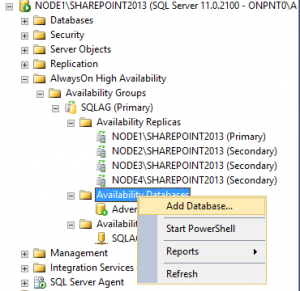 NODE1\SHAREPOINT2013 (SQL Server 11.0.2100 - ONPNT0\A
Databases
Security
Server Objects
Replication
AlwaysOn High Availability
Availability Groups
SQLAG (Primary)
Availability Replicas
NODE1\SHAREPOINT2013 (Primary)
NODE2\SHAREPOINT2013 (Secondary)
NODE3\SHAREPOINT2013 (Secondary)
NODE4\SHAREPOINT2013 (Secondary)
Availability Databases
Adven
Add Database...
Availabili
Start PowerShell
SQLAG
Reports
Management
Refresh
Integration Services
SQL Server Agent